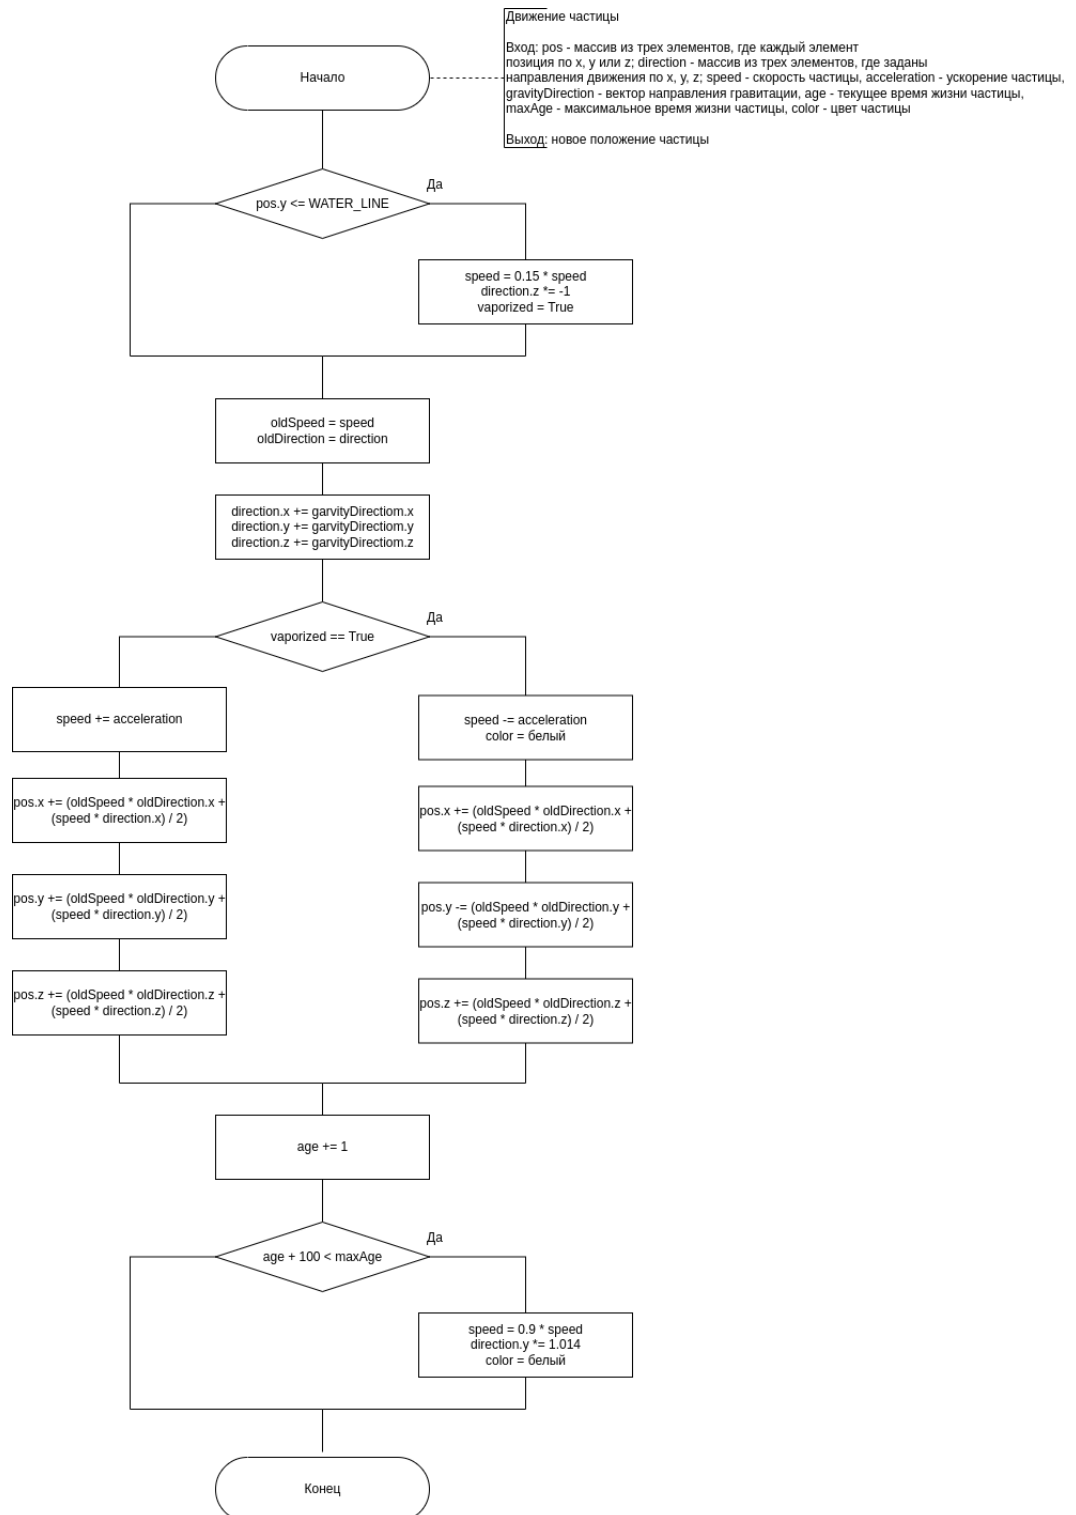 Движение частицы
Вход: pos - массив из трех элементов, где каждый элемент
позиция по x, y или z; direction - массив из трех элементов, где заданы
направления движения по x, y, z; speed - скорость частицы, acceleration - ускорение частицы,
gravityDirection - вектор направления гравитации, age - текущее время жизни частицы,
maxAge - максимальное время жизни частицы, color - цвет частицы
Выход: новое положение частицы
Начало
Да
pos.y <= WATER_LINE
speed = 0.15 * speed
direction.z *= -1
vaporized = True
oldSpeed = speed
oldDirection = direction
direction.x += garvityDirectiom.x
direction.y += garvityDirectiom.y
direction.z += garvityDirectiom.z
Да
vaporized == True
speed += acceleration
pos.x += (oldSpeed * oldDirection.x +
(speed * direction.x) / 2)
pos.y += (oldSpeed * oldDirection.y +
(speed * direction.y) / 2)
pos.z += (oldSpeed * oldDirection.z +
(speed * direction.z) / 2)
speed -= acceleration
color = белый
pos.x += (oldSpeed * oldDirection.x +
(speed * direction.x) / 2)
pos.y -= (oldSpeed * oldDirection.y +
(speed * direction.y) / 2)
pos.z += (oldSpeed * oldDirection.z +
(speed * direction.z) / 2)
age += 1
Да
age + 100 < maxAge
speed = 0.9 * speed
direction.y *= 1.014
color = белый
Конец